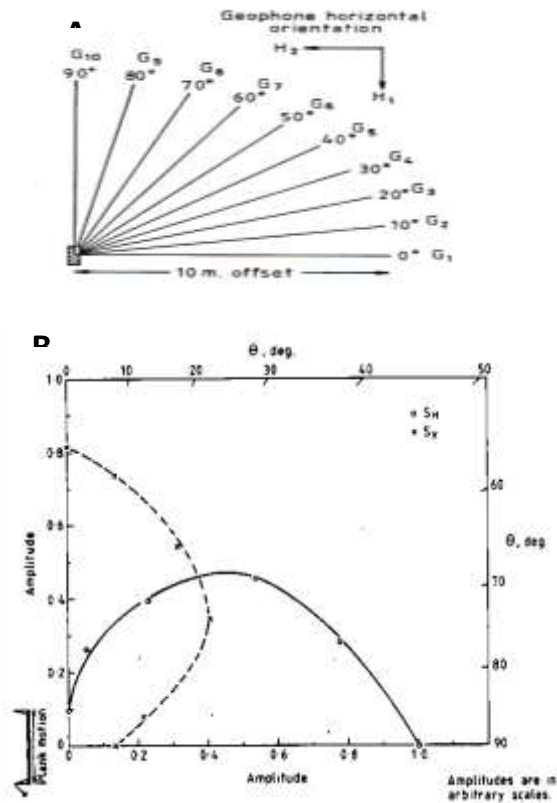 A
Geophone horizontal
orientation
H₂
H₁
G₁₀
90°
G₉
80°
G₈
70°
G₇
60°
50° G₆
40° G₅
30° G₄
20° G₃
10° G₂
0° G₁
10 m. offset
θ, deg.
0 10 20 30 40 50
1·0
0·8
0·6
0·4
0·2
0
Amplitude
Plank motion
60
70
80
90
θ, deg
0 0·2 0·4 0·6 0·8 1.0
Amplitude
Amplitudes are in
arbitrary scales.